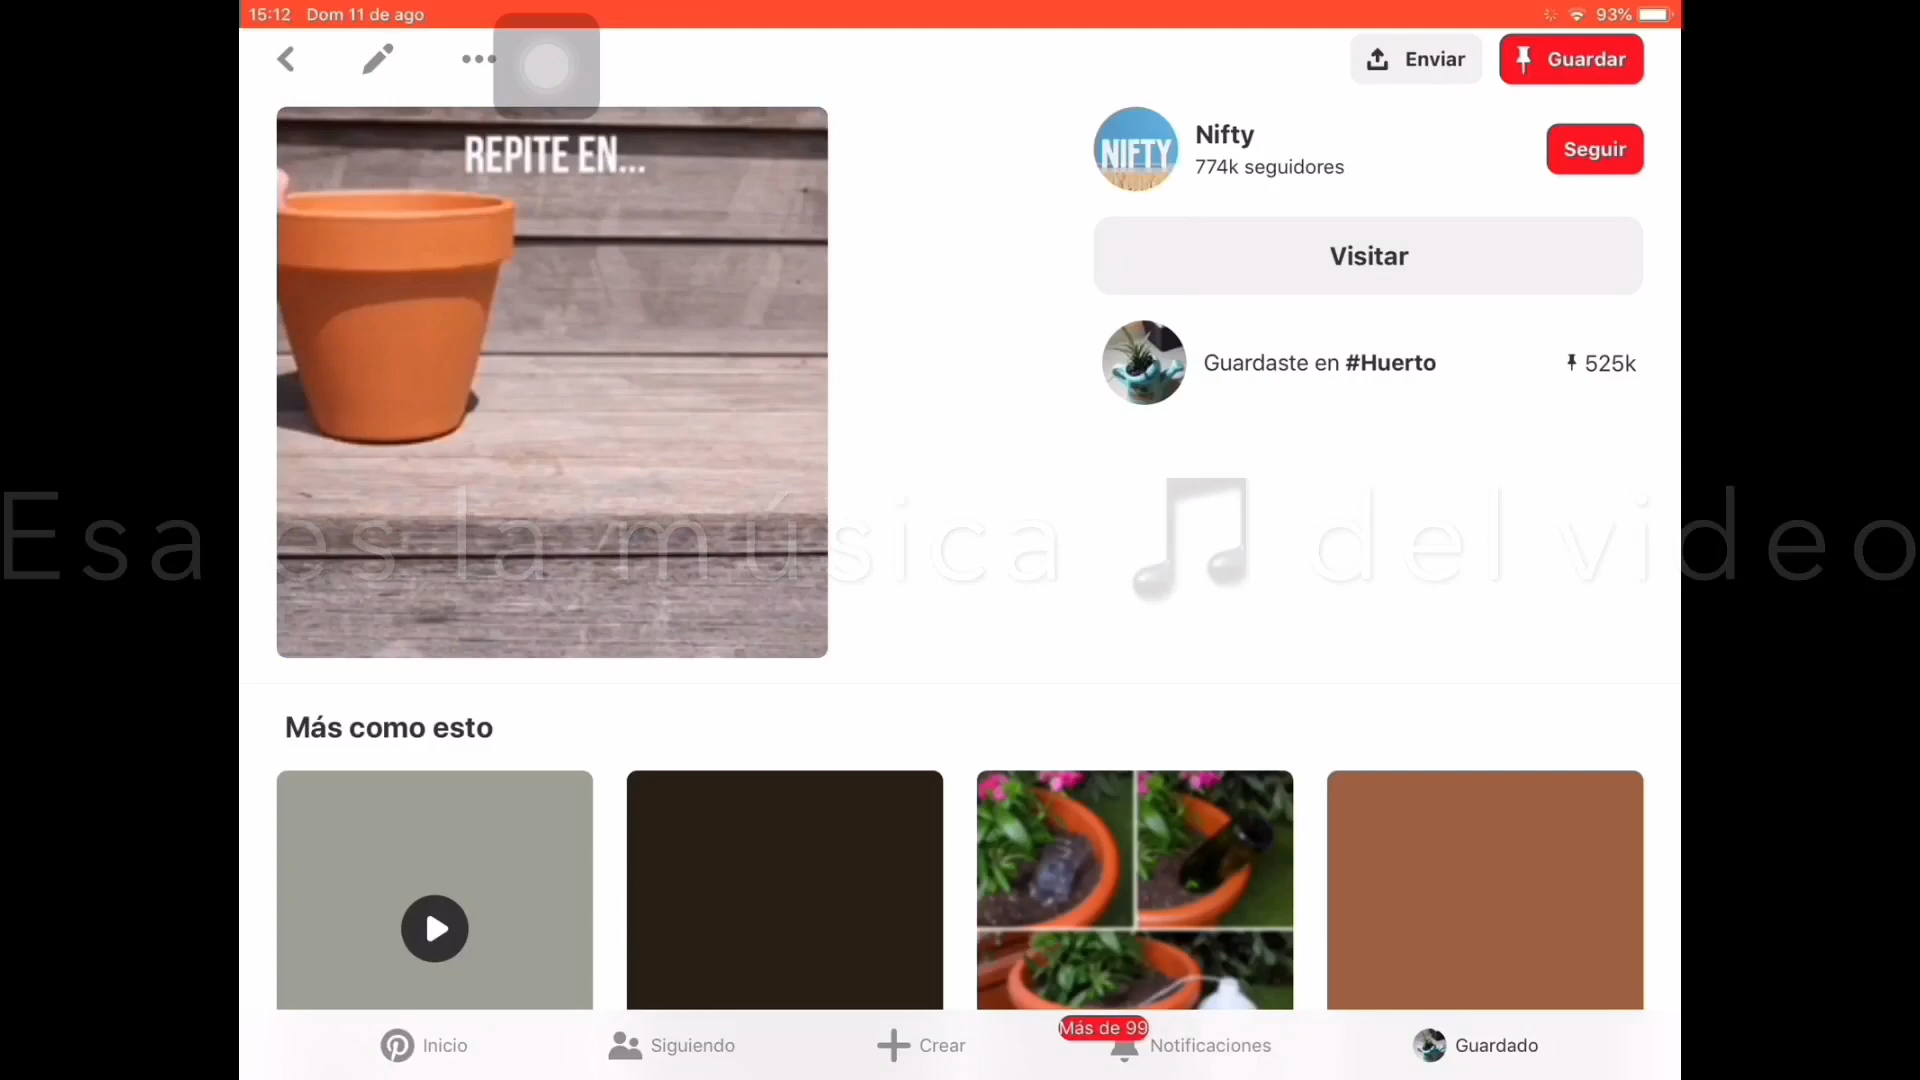 15:12 Dom 11 de ago
93%
Enviar
Guardar
REPITE EN...
NIFTY
Nifty
774k seguidores
Seguir
Visitar
Guardaste en #Huerto
525k
Esa es la música 🎵 del video
Más como esto
Inicio
Siguiendo
Crear
Más de 99
Notificaciones
Guardado